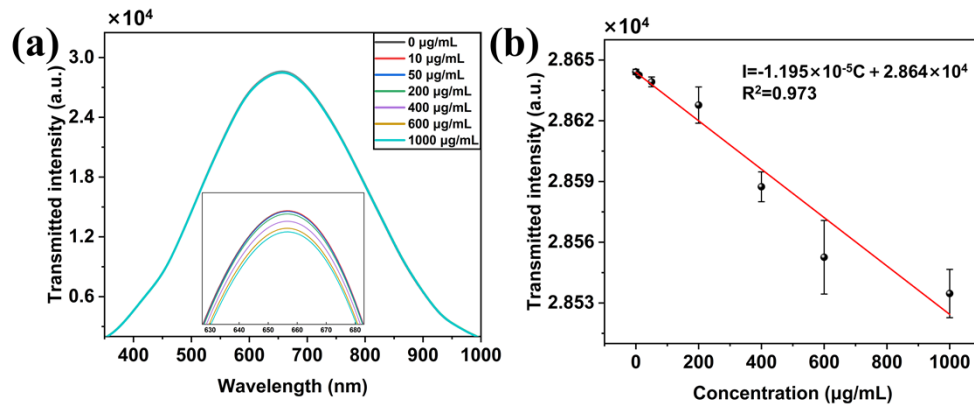 (a)
×10⁴
Transmitted intensity (a.u.)
3.0
2.4
1.8
1.2
0.6
0 μg/mL
10 μg/mL
50 μg/mL
200 μg/mL
400 μg/mL
600 μg/mL
1000 μg/mL
630 640 650 660 670 680
400 500 600 700 800 900 1000
Wavelength (nm)
(b)
×10⁴
Transmitted intensity (a.u.)
2.865
2.862
2.859
2.856
2.853
I=-1.195×10⁻⁵C + 2.864×10⁴
R²=0.973
0 200 400 600 800 1000
Concentration (μg/mL)